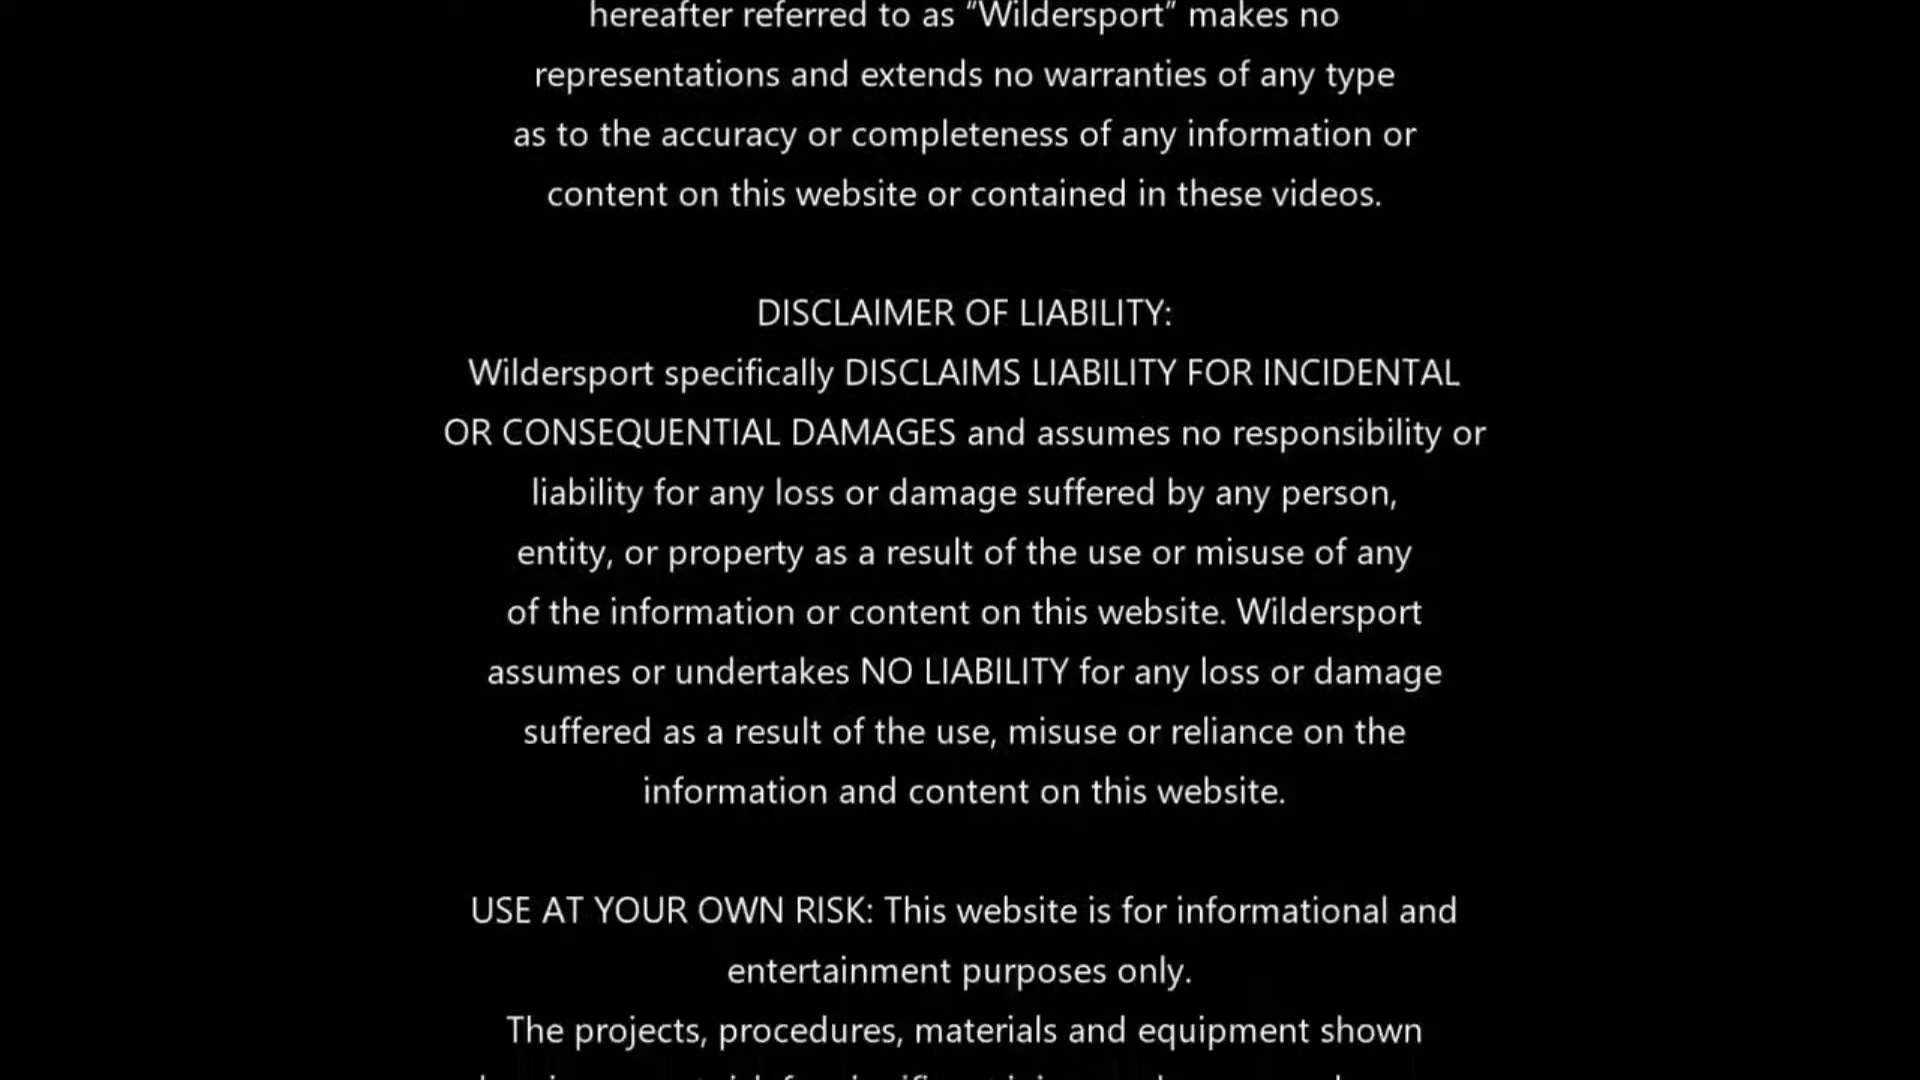 hereafter referred to as “Wildersport” makes no
representations and extends no warranties of any type
as to the accuracy or completeness of any information or
content on this website or contained in these videos.
DISCLAIMER OF LIABILITY:
Wildersport specifically DISCLAIMS LIABILITY FOR INCIDENTAL
OR CONSEQUENTIAL DAMAGES and assumes no responsibility or
liability for any loss or damage suffered by any person,
entity, or property as a result of the use or misuse of any
of the information or content on this website. Wildersport
assumes or undertakes NO LIABILITY for any loss or damage
suffered as a result of the use, misuse or reliance on the
information and content on this website.
USE AT YOUR OWN RISK: This website is for informational and
entertainment purposes only.
The projects, procedures, materials and equipment shown